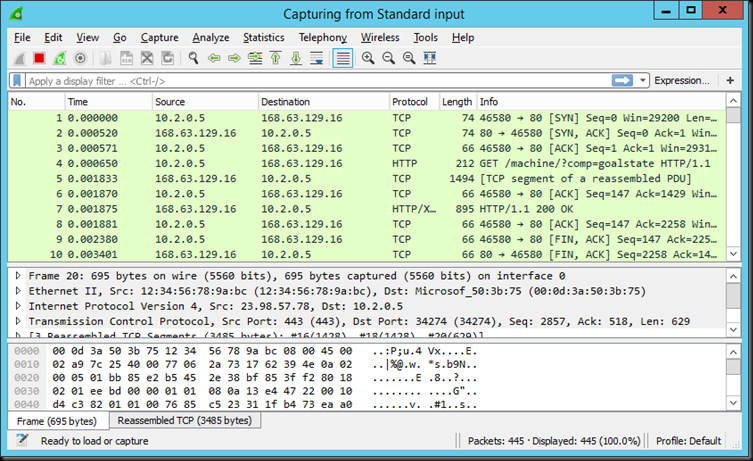 Capturing from Standard input
File Edit View Go Capture Analyze Statistics Telephony Wireless Tools Help
Apply a display filter ... <Ctrl-/> Expression... +
No. Time Source Destination Protocol Length Info
1 0.000000 10.2.0.5 168.63.129.16 TCP 74 46580 → 80 [SYN] Seq=0 Win=29200 Len=…
2 0.000520 168.63.129.16 10.2.0.5 TCP 74 80 → 46580 [SYN, ACK] Seq=0 Ack=1 Win…
3 0.000571 10.2.0.5 168.63.129.16 TCP 66 46580 → 80 [ACK] Seq=1 Ack=1 Win=2931…
4 0.000650 10.2.0.5 168.63.129.16 HTTP 212 GET /machine/?comp=goalstate HTTP/1.1
5 0.001833 168.63.129.16 10.2.0.5 TCP 1494 [TCP segment of a reassembled PDU]
6 0.001870 10.2.0.5 168.63.129.16 TCP 66 46580 → 80 [ACK] Seq=147 Ack=1429 Win…
7 0.001875 168.63.129.16 10.2.0.5 HTTP/X… 895 HTTP/1.1 200 OK
8 0.001881 10.2.0.5 168.63.129.16 TCP 66 46580 → 80 [ACK] Seq=147 Ack=2258 Win…
9 0.002380 10.2.0.5 168.63.129.16 TCP 66 46580 → 80 [FIN, ACK] Seq=147 Ack=225…
10 0.003401 168.63.129.16 10.2.0.5 TCP 66 80 → 46580 [FIN, ACK] Seq=2258 Ack=14…
Frame 20: 695 bytes on wire (5560 bits), 695 bytes captured (5560 bits) on interface 0
Ethernet II, Src: 12:34:56:78:9a:bc (12:34:56:78:9a:bc), Dst: Microsof_50:3b:75 (00:0d:3a:50:3b:75)
Internet Protocol Version 4, Src: 23.98.57.78, Dst: 10.2.0.5
Transmission Control Protocol, Src Port: 443 (443), Dst Port: 34274 (34274), Seq: 2857, Ack: 518, Len: 629
[3 Reassembled TCP Segments (3485 bytes): #16(1428), #18(1428), #20(629)]
0000 00 0d 3a 50 3b 75 12 34 56 78 9a bc 08 00 45 00 ..:P;u.4 Vx....E.
0010 02 a9 7c 25 40 00 77 06 2a 73 17 62 39 4e 0a 02 ..|%@.w. *s.b9N..
0020 00 05 01 bb 85 e2 b5 45 2e 38 bf 85 3f f2 80 18 .......E .8..?...
0030 02 01 ee bd 00 00 01 01 08 0a 13 e4 47 22 00 10 ........ ....G"..
0040 d4 c3 82 01 01 00 76 85 c5 23 31 1f b4 73 ea a0 ......v. .#1..s..
Frame (695 bytes) Reassembled TCP (3485 bytes)
Ready to load or capture Packets: 445 · Displayed: 445 (100.0%) Profile: Default